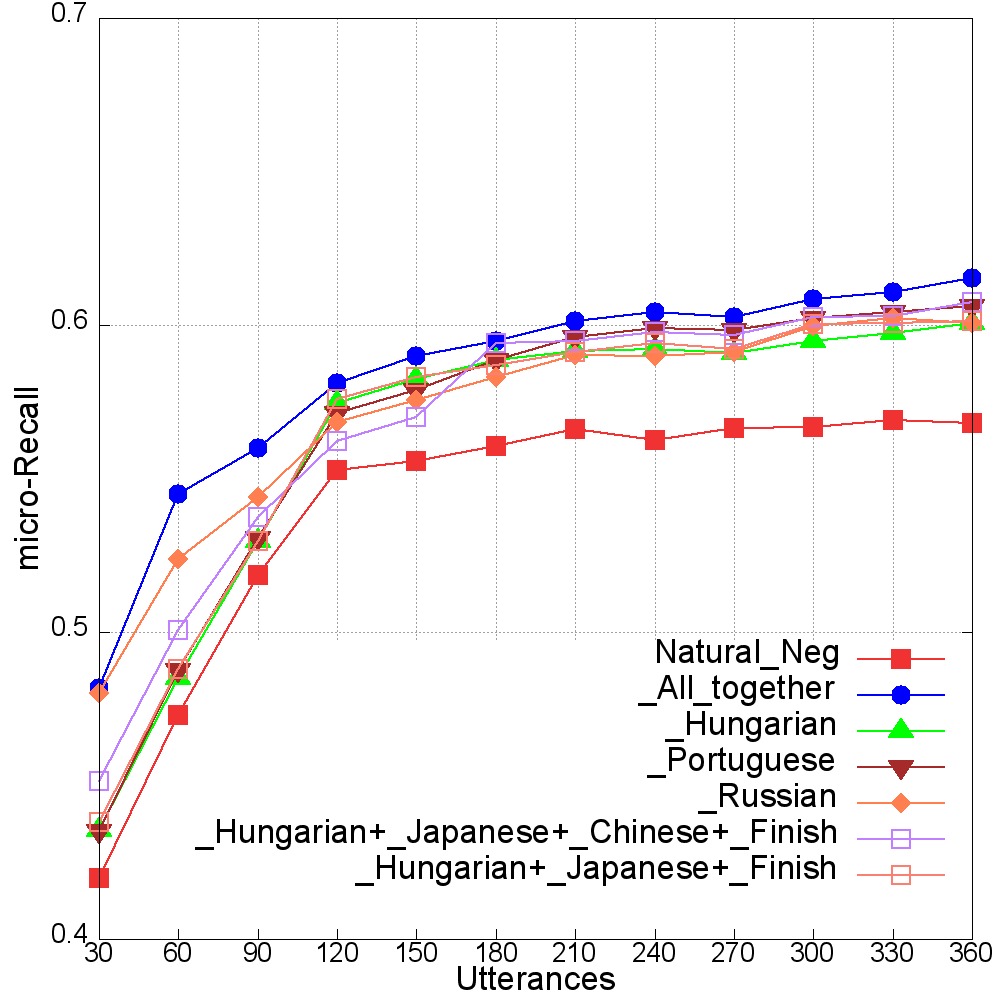 0.7
0.6
0.5
0.4
micro-Recall
Natural_Neg
_All_together
_Hungarian
_Portuguese
_Russian
_Hungarian+_Japanese+_Chinese+_Finish
_Hungarian+_Japanese+_Finish
30 60 90 120 150 180 210 240 270 300 330 360
Utterances